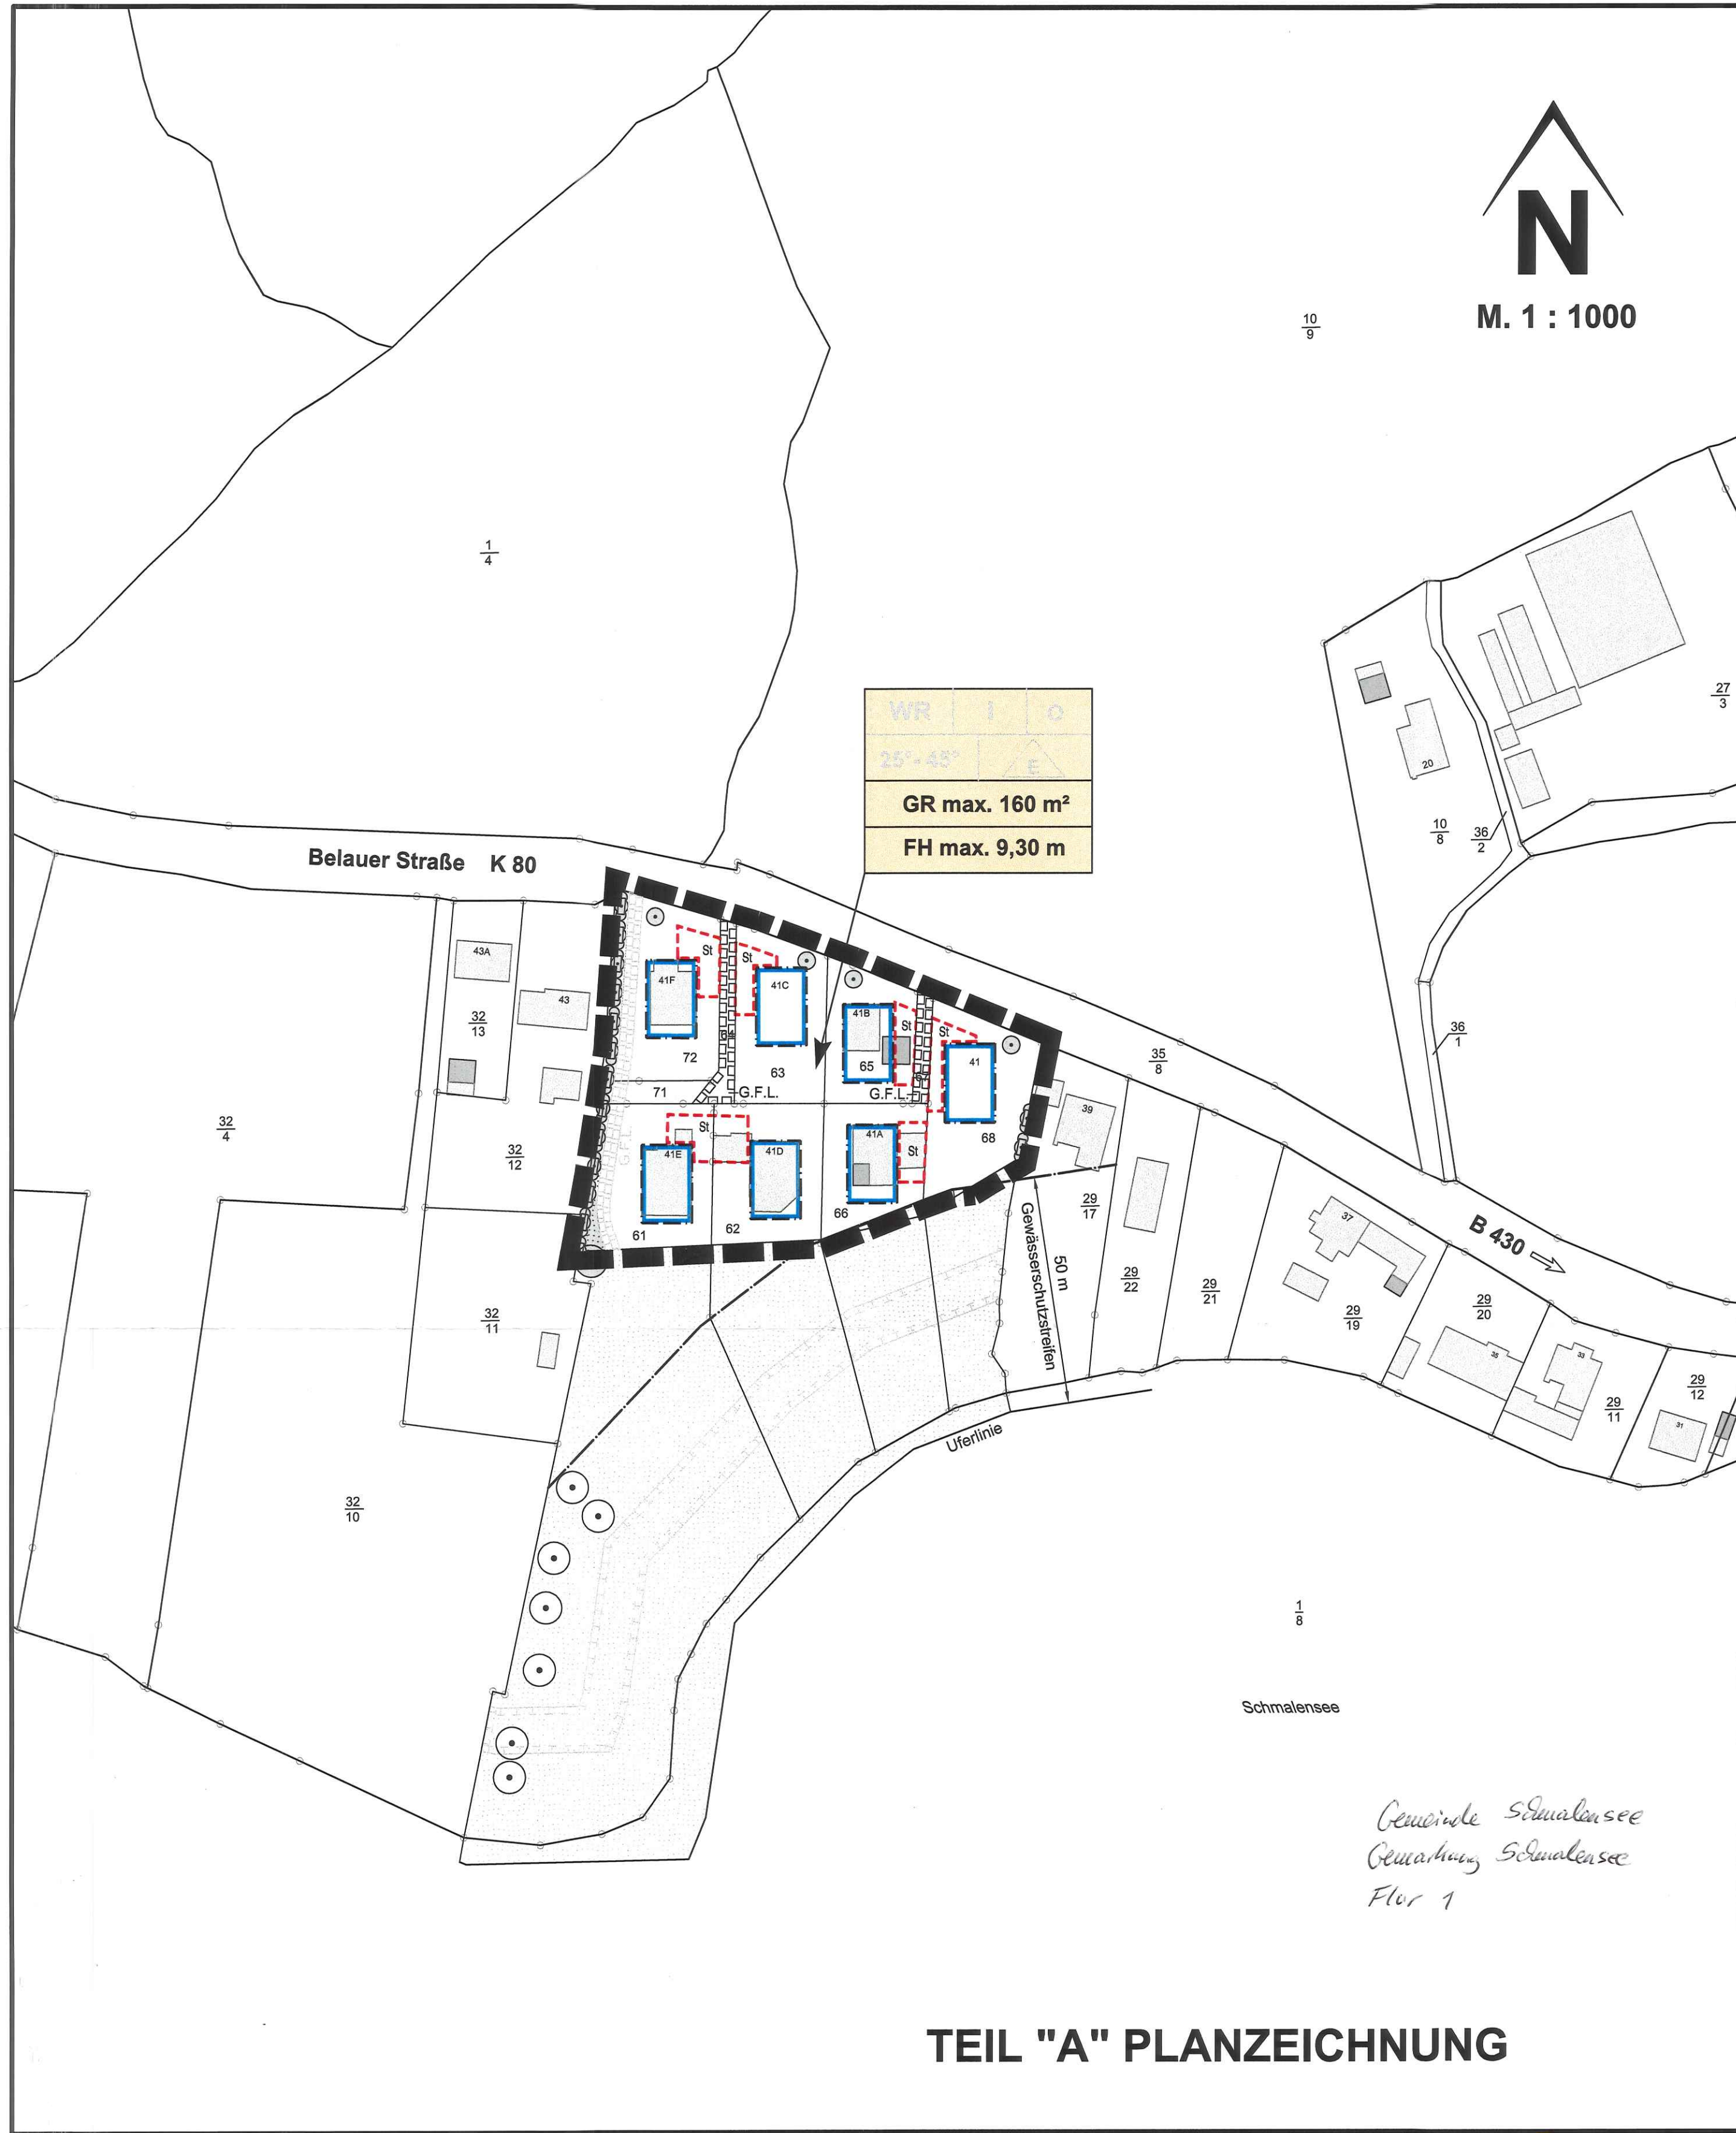 N
M. 1 : 1000
10
9
1
4
27
3
WR I O
25°- 45° E
GR max. 160 m²
FH max. 9,30 m
20
10
8
36
2
Belauer Straße K 80
43A
43
32
13
41F
St
St
41C
41B
St
St
41
72
63
65
71
G.F.L.
G.F.L.
67
36
1
35
8
39
32
4
32
12
St
41E
41D
41A
St
68
G.F.L.
61
62
66
29
17
Gewässerschutzstreifen
50 m
29
22
29
21
37
B 430
29
19
29
20
35
33
29
11
29
12
31
32
11
Uferlinie
32
10
1
8
Schmalensee
Gemeinde Schmalensee
Gemarkung Schmalensee
Flur 1
TEIL "A" PLANZEICHNUNG